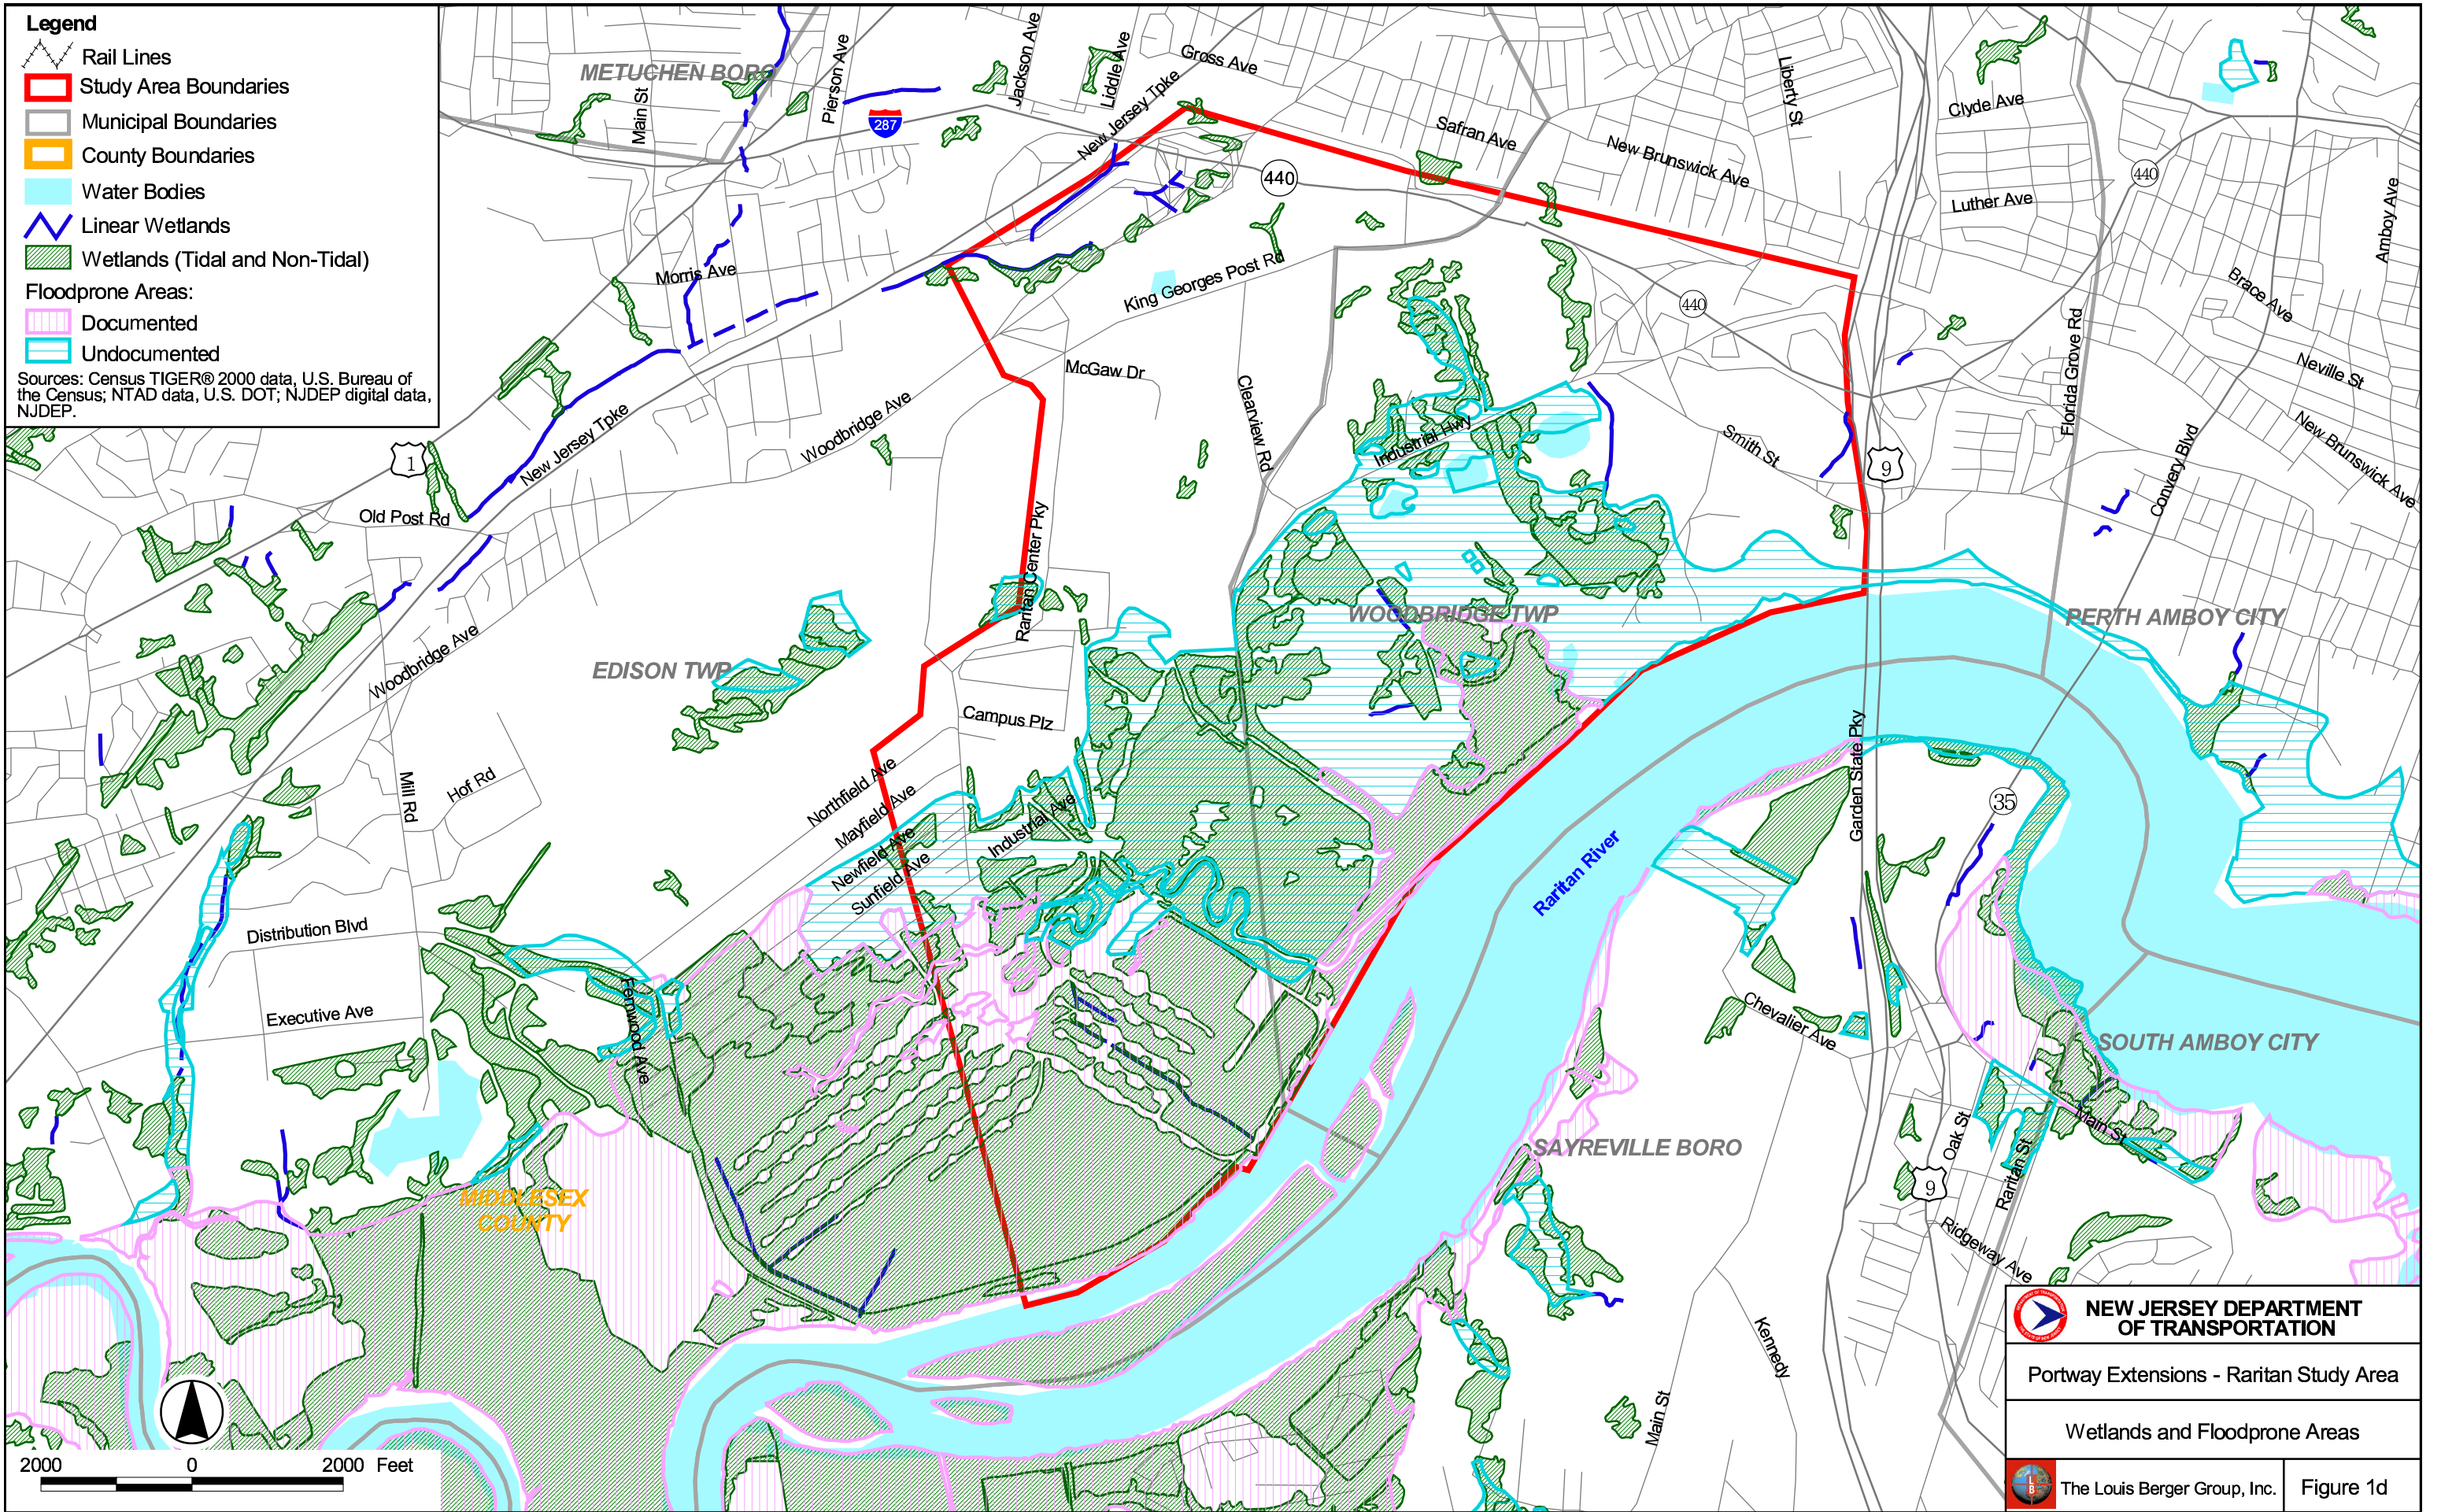 Legend
Rail Lines
Study Area Boundaries
Municipal Boundaries
County Boundaries
Water Bodies
Linear Wetlands
Wetlands (Tidal and Non-Tidal)
Floodprone Areas:
Documented
Undocumented
Sources: Census TIGER® 2000 data, U.S. Bureau of
the Census; NTAD data, U.S. DOT; NJDEP digital data,
NJDEP.
METUCHEN BORO
Main St
Pierson Ave
287
Jackson Ave
Liddle Ave
Gross Ave
New Jersey Tpke
440
Safran Ave
New Brunswick Ave
Liberty St
Clyde Ave
440
Luther Ave
Amboy Ave
Morris Ave
King Georges Post Rd
440
Brace Ave
Florida Grove Rd
Neville St
McGaw Dr
Clearview Rd
Woodbridge Ave
New Jersey Tpke
1
Industrial Hwy
Smith St
9
Convery Blvd
New Brunswick Ave
Old Post Rd
Raritan Center Pky
WOODBRIDGE TWP
PERTH AMBOY CITY
EDISON TWP
Woodbridge Ave
Campus Plz
Mill Rd
Hof Rd
Northfield Ave
Mayfield Ave
Newfield Ave
Sunfield Ave
Industrial Ave
Garden State Pky
35
Raritan River
Distribution Blvd
Executive Ave
Fernwood Ave
Chevalier Ave
SOUTH AMBOY CITY
SAYREVILLE BORO
Main St
Oak St
Raritan St
9
Ridgeway Ave
MIDDLESEX
COUNTY
Kennedy
Main St
2000 0 2000 Feet
NEW JERSEY DEPARTMENT
OF TRANSPORTATION
Portway Extensions - Raritan Study Area
Wetlands and Floodprone Areas
LB
The Louis Berger Group, Inc.
Figure 1d